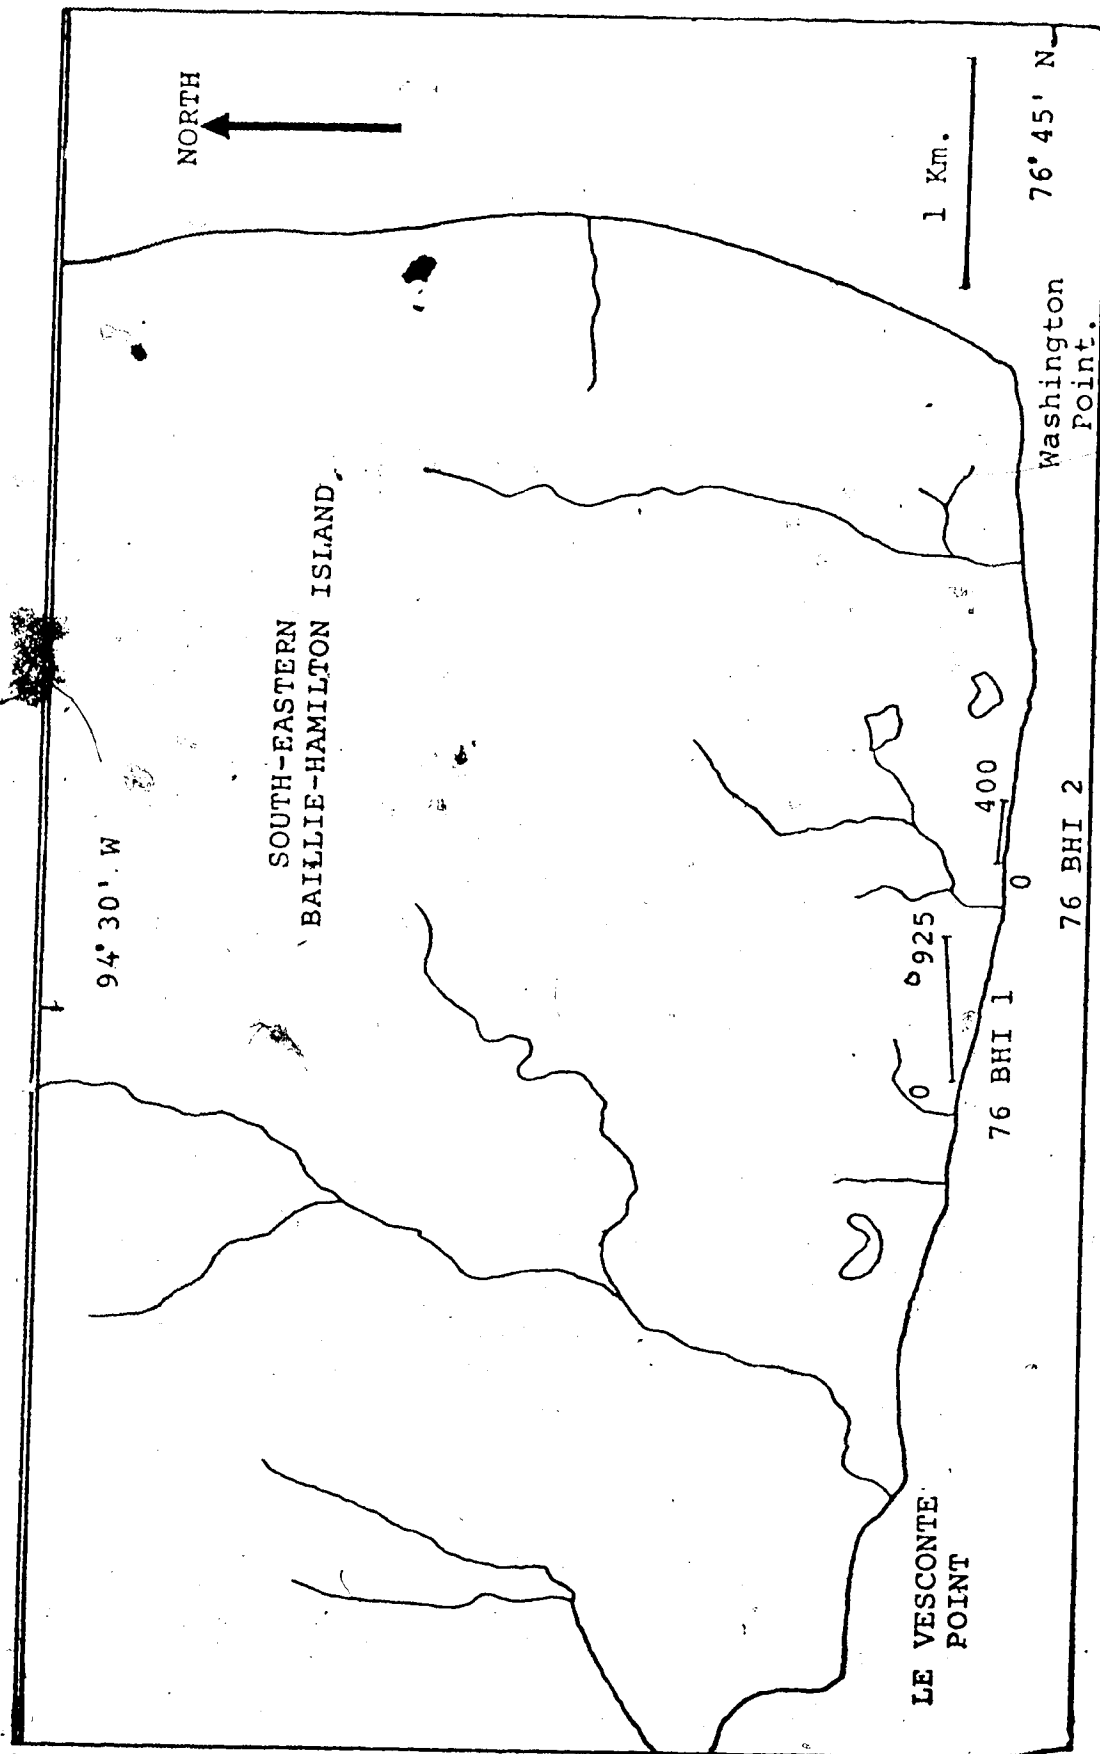 NORTH
94° 30' W
SOUTH-EASTERN
BAILLIE-HAMILTON ISLAND
1 Km.
76° 45' N
Washington
Point.
925
0
76 BHI 1
400
0
76 BHI 2
LE VESCONTE
POINT